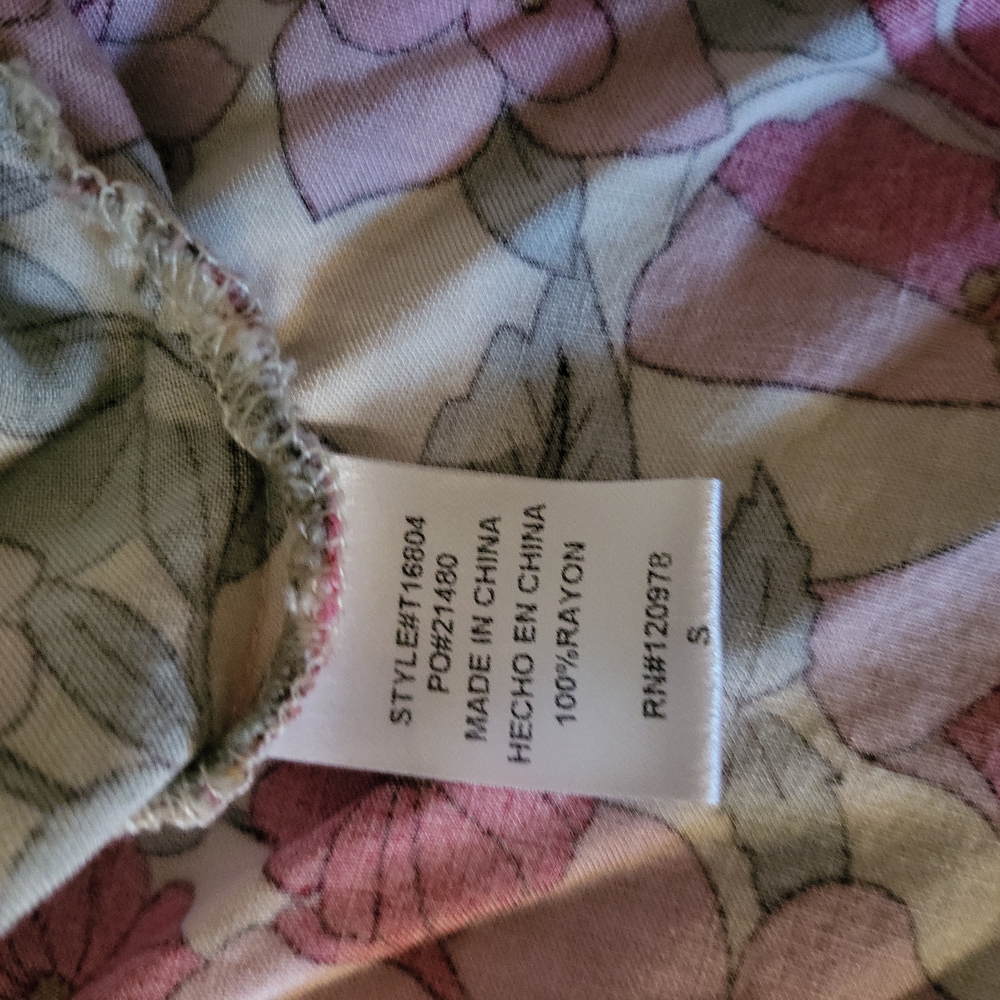 STYLE#T16804
PO#21480
MADE IN CHINA
HECHO EN CHINA
100%RAYON
RN#120978
S